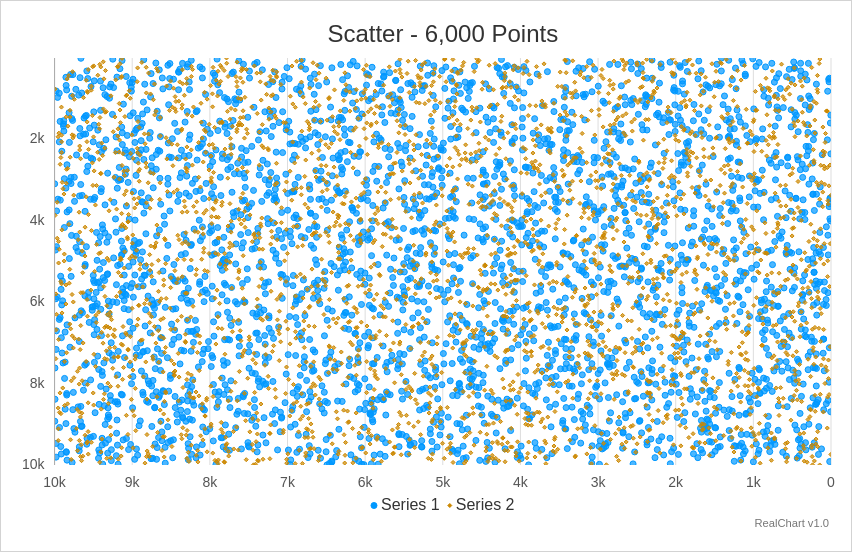 Scatter - 6,000 Points
2k
4k
6k
8k
10k
10k 9k 8k 7k 6k 5k 4k 3k 2k 1k 0
Series 1 Series 2
RealChart v1.0